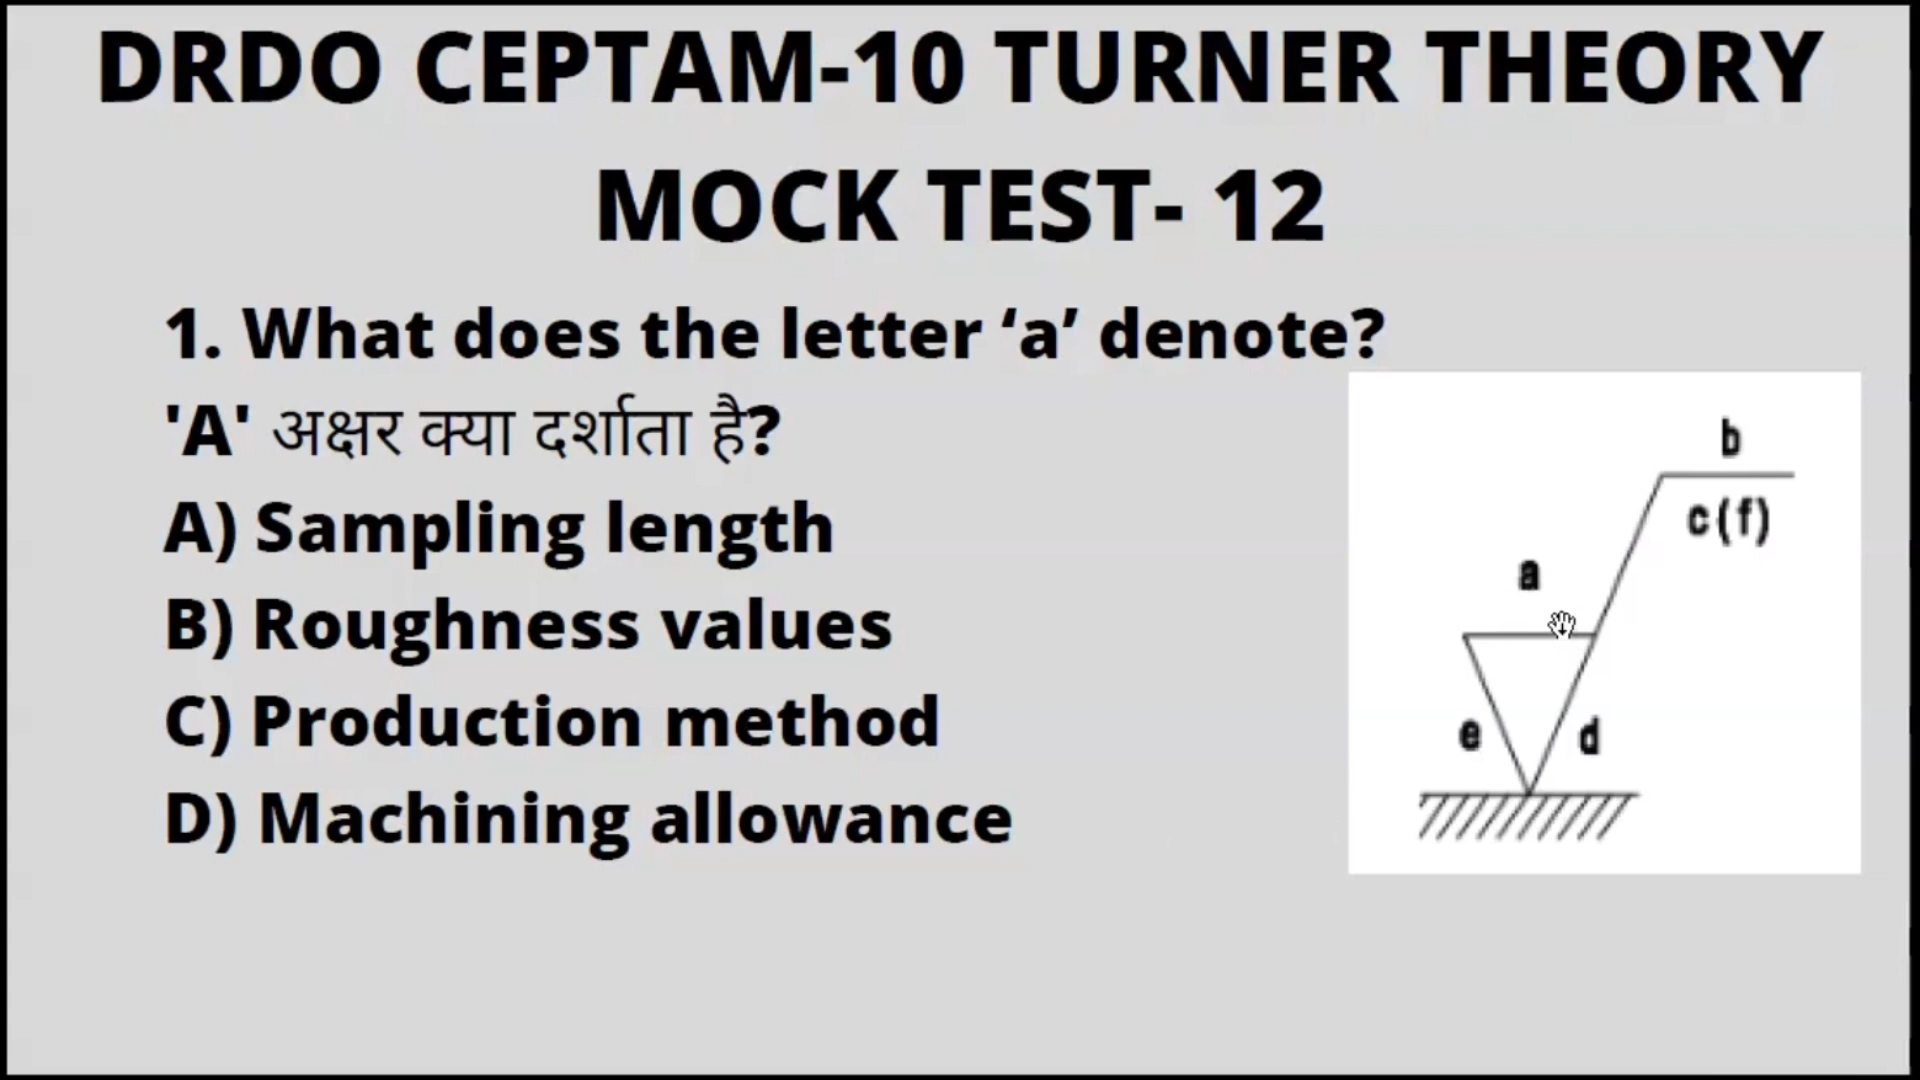 DRDO CEPTAM-10 TURNER THEORY
MOCK TEST- 12
1. What does the letter ‘a’ denote?
'A' अक्षर क्या दर्शाता है?
A) Sampling length
B) Roughness values
C) Production method
D) Machining allowance
b
c(f)
a
e d